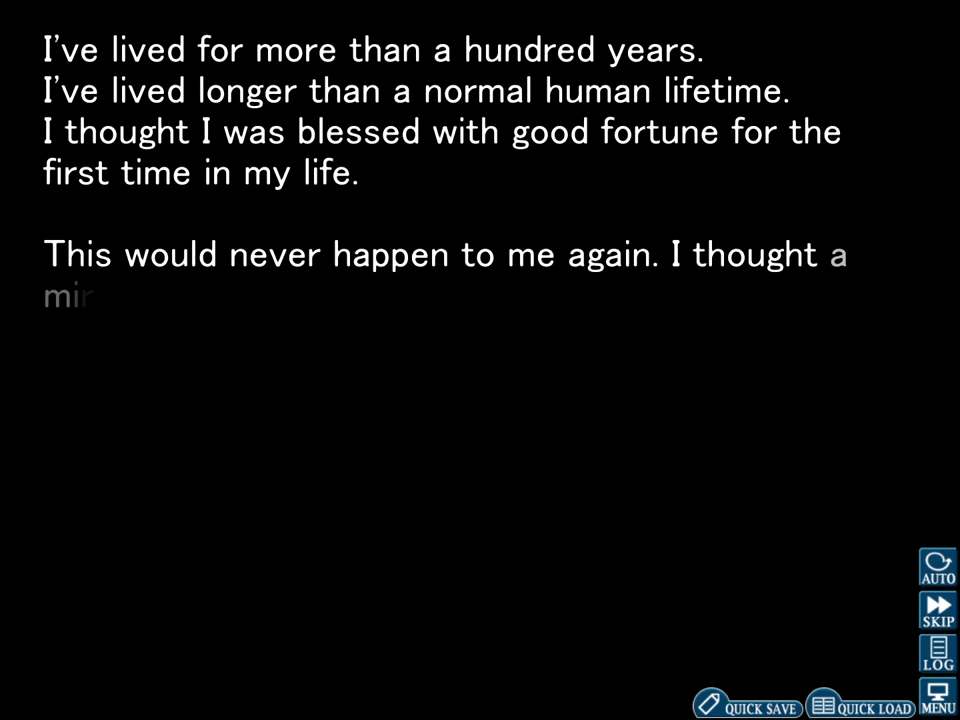 I've lived for more than a hundred years.
I've lived longer than a normal human lifetime.
I thought I was blessed with good fortune for the
first time in my life.
This would never happen to me again. I thought a
mir
AUTO
SKIP
LOG
QUICK SAVE QUICK LOAD MENU